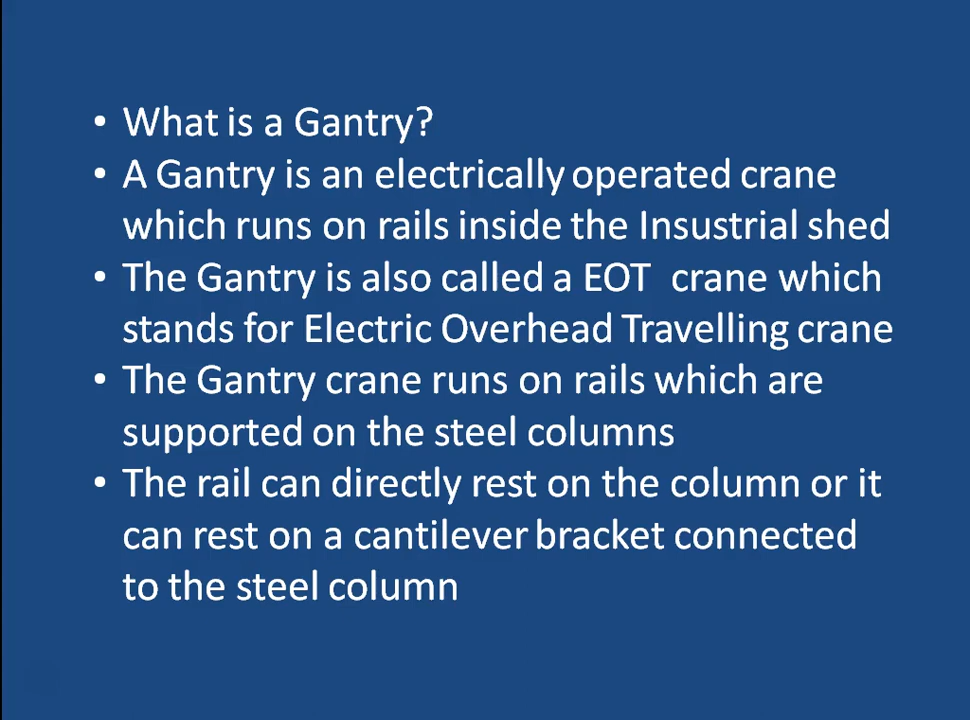 • What is a Gantry?
• A Gantry is an electrically operated crane
which runs on rails inside the Insustrial shed
• The Gantry is also called a EOT  crane which
stands for Electric Overhead Travelling crane
• The Gantry crane runs on rails which are
supported on the steel columns
• The rail can directly rest on the column or it
can rest on a cantilever bracket connected
to the steel column